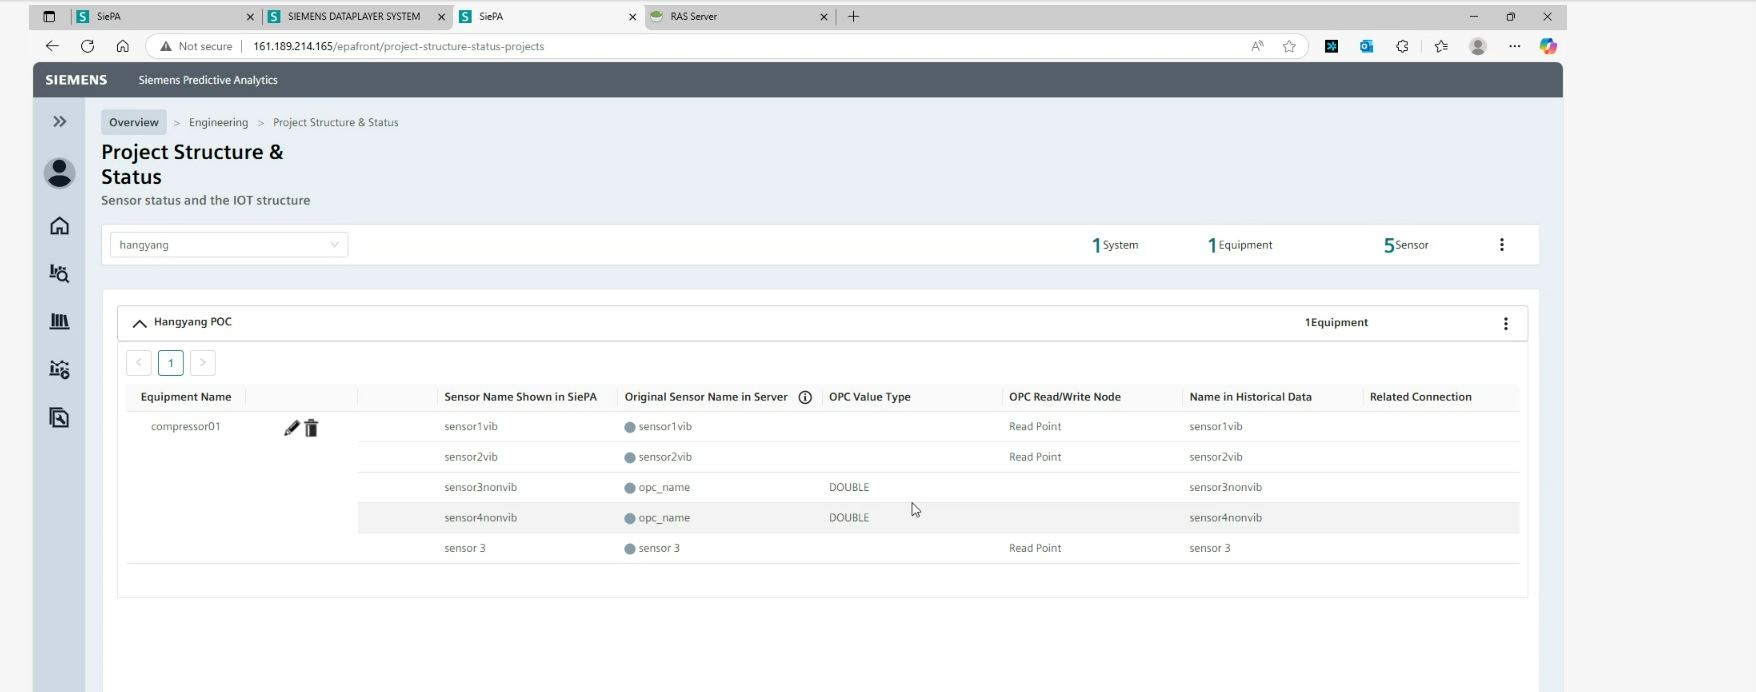 SiePA
SIEMENS DATAPLAYER SYSTEM
SiePA
RAS Server
Not secure
161.189.214.165/epafront/project-structure-status-projects
SIEMENS
Siemens Predictive Analytics
Overview > Engineering > Project Structure & Status
Project Structure &
Status
Sensor status and the IOT structure
hangyang
1 System
1 Equipment
5 Sensor
Hangyang POC
1Equipment
< 1 >
Equipment Name Sensor Name Shown in SiePA Original Sensor Name in Server OPC Value Type OPC Read/Write Node Name in Historical Data Related Connection
compressor01 sensor1vib sensor1vib Read Point sensor1vib
sensor2vib sensor2vib Read Point sensor2vib
sensor3nonvib opc_name DOUBLE sensor3nonvib
sensor4nonvib opc_name DOUBLE sensor4nonvib
sensor 3 sensor 3 Read Point sensor 3